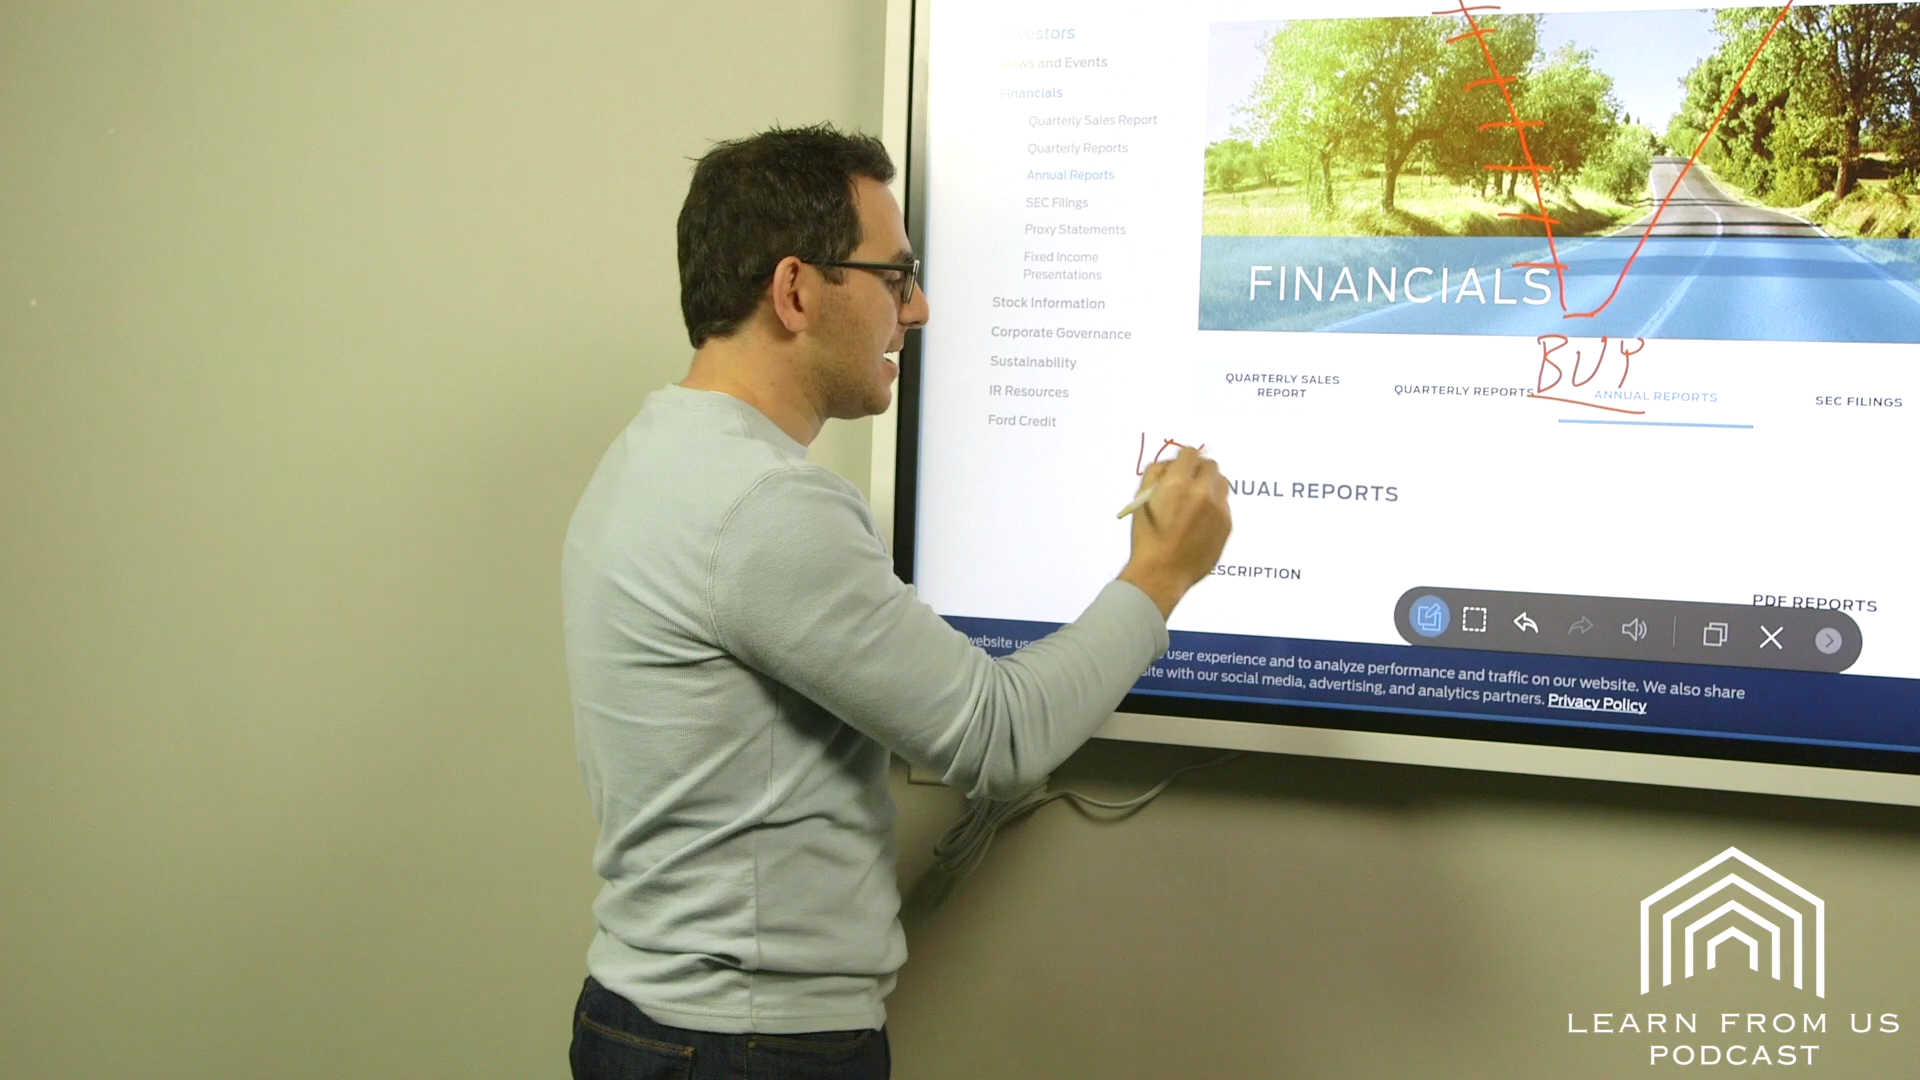 News and Events
Financials
Quarterly Sales Report
Quarterly Reports
Annual Reports
SEC Filings
Proxy Statements
Fixed Income
Presentations
Stock Information
Corporate Governance
Sustainability
IR Resources
Ford Credit
FINANCIALS
BUY
QUARTERLY SALES
REPORT
QUARTERLY REPORTS
ANNUAL REPORTS
SEC FILINGS
REPORTS
PDF REPORTS
user experience and to analyze performance and traffic on our website. We also share
with our social media, advertising, and analytics partners. Privacy Policy
LEARN FROM US
PODCAST